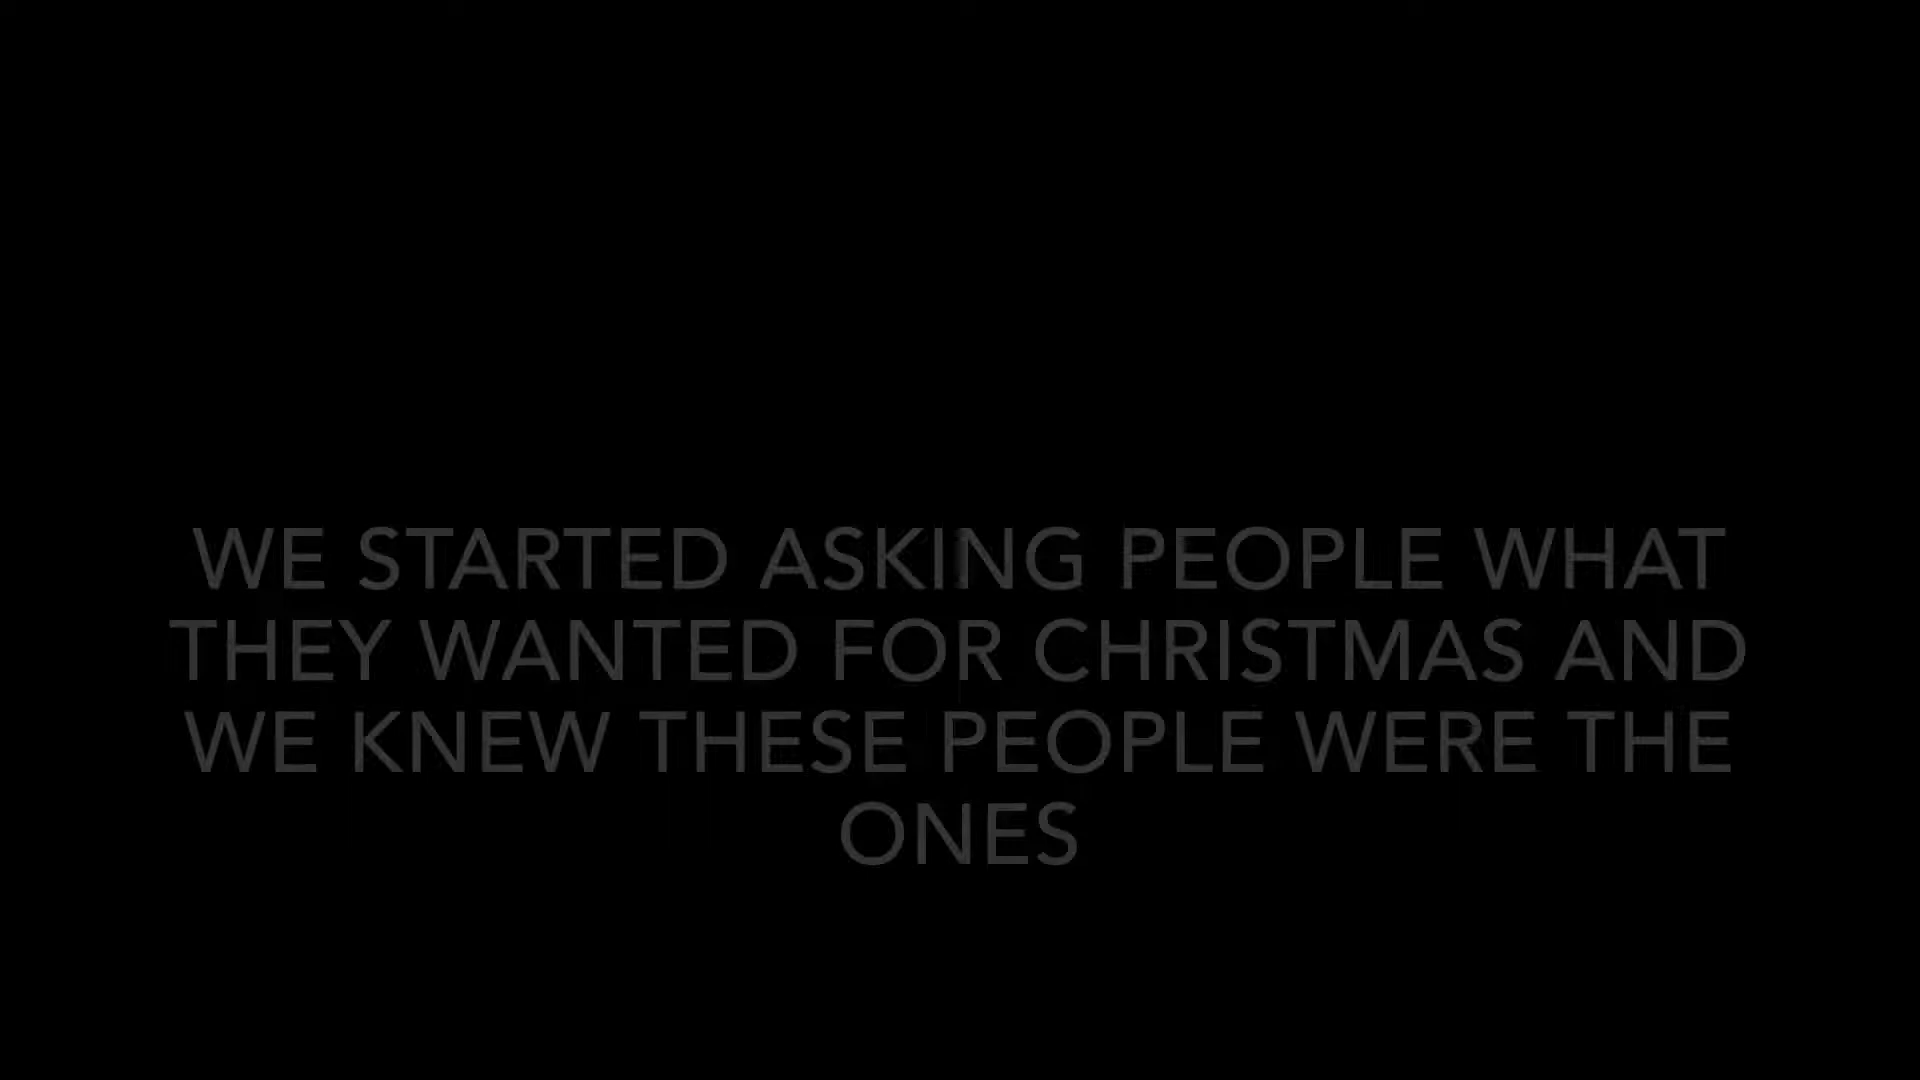 WE STARTED ASKING PEOPLE WHAT
THEY WANTED FOR CHRISTMAS AND
WE KNEW THESE PEOPLE WERE THE
ONES